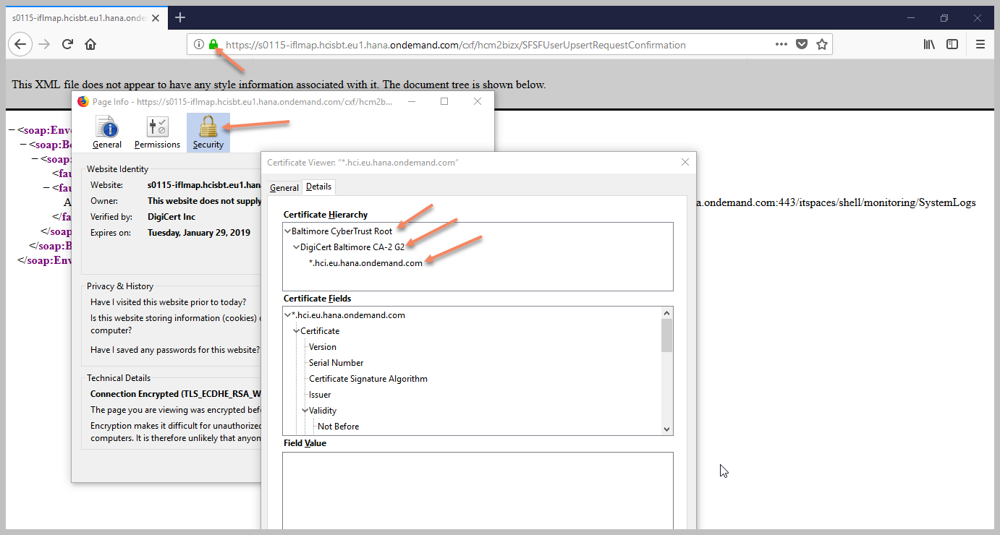 s0115-iflmap.hcisbt.eu1.hana.onde
https://s0115-iflmap.hcisbt.eu1.hana.ondemand.com/cxf/hcm2bizx/SFSFUserUpsertRequestConfirmation
This XML file does not appear to have any style information associated with it. The document tree is shown below.
Page Info - https://s0115-iflmap.hcisbt.eu1.hana.ondemand.com/cxf/hcm2b...
General Permissions Security
−<soap:Enve
−<soap:Bo
−<soap:
<fau
−<fau
A
a.ondemand.com:443/itspaces/shell/monitoring/SystemLogs
</fa
</soap
</soap:B
</soap:Env
Website Identity
Website: s0115-iflmap.hcisbt.eu1.han
Owner: This website does not supply
Verified by: DigiCert Inc
Expires on: Tuesday, January 29, 2019
Privacy & History
Have I visited this website prior to today?
Is this website storing information (cookies) o
computer?
Have I saved any passwords for this website?
Technical Details
Connection Encrypted (TLS_ECDHE_RSA_W
The page you are viewing was encrypted befo
Encryption makes it difficult for unauthorized
computers. It is therefore unlikely that anyon
Certificate Viewer: "*.hci.eu.hana.ondemand.com"
General Details
Certificate Hierarchy
Baltimore CyberTrust Root
DigiCert Baltimore CA-2 G2
*.hci.eu.hana.ondemand.com
Certificate Fields
*.hci.eu.hana.ondemand.com
Certificate
Version
Serial Number
Certificate Signature Algorithm
Issuer
Validity
Not Before
Field Value